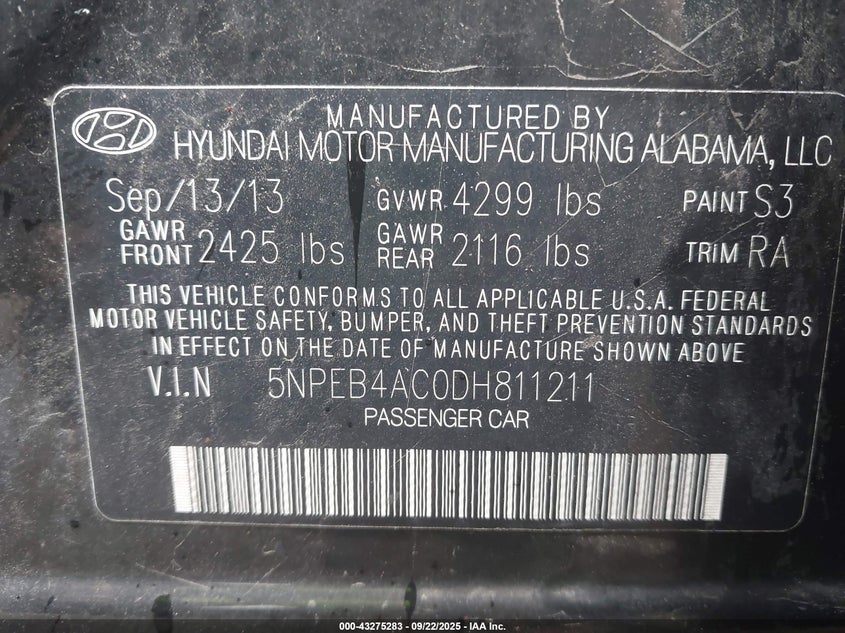 MANUFACTURED BY
HYUNDAI MOTOR MANUFACTURING ALABAMA, LLC
Sep/13/13 GVWR 4299 lbs PAINT S3
GAWR FRONT 2425 lbs GAWR REAR 2116 lbs TRIM RA
THIS VEHICLE CONFORMS TO ALL APPLICABLE U.S.A. FEDERAL
MOTOR VEHICLE SAFETY, BUMPER, AND THEFT PREVENTION STANDARDS
IN EFFECT ON THE DATE OF MANUFACTURE SHOWN ABOVE
V.I.N 5NPEB4AC0DH811211
PASSENGER CAR
000-43275283 - 09/22/2025 - IAA Inc.